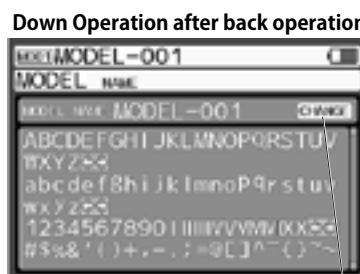 Down Operation after back operation
MODEL MODEL-001
MODEL NAME
MODEL NAME MODEL-001 CHANGE
ABCDEFGHIJKLMNOPQRSTUV
WXYZ
abcdefghijklmnopqrstuv
wxyz
1234567890
#$%&'()+,-.;=@[]^~{}